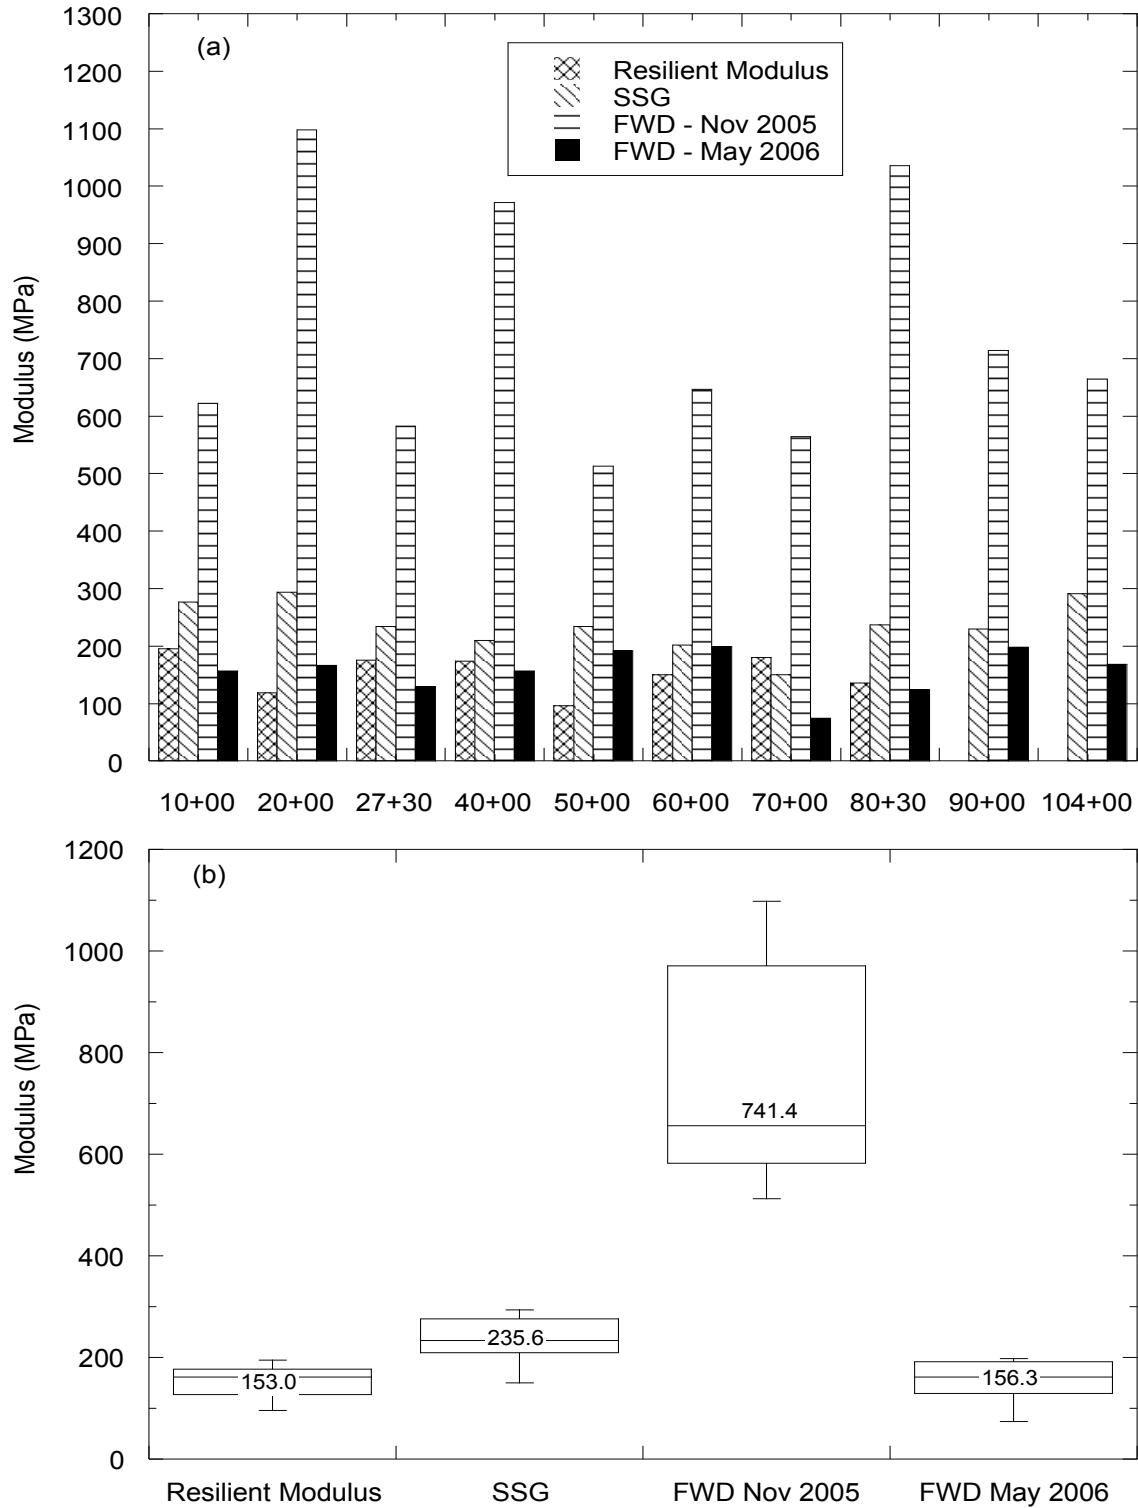 1300
(a)
1200
1100
1000
900
800
700
600
500
400
300
200
100
0
Modulus (MPa)
Resilient Modulus
SSG
FWD - Nov 2005
FWD - May 2006
10+00 20+00 27+30 40+00 50+00 60+00 70+00 80+30 90+00 104+00
1200
(b)
1000
800
600
400
200
0
Modulus (MPa)
741.4
235.6
153.0
156.3
Resilient Modulus SSG FWD Nov 2005 FWD May 2006